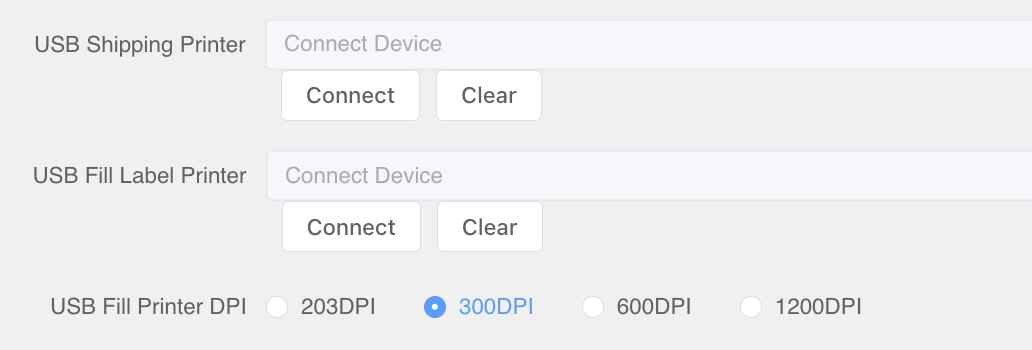 USB Shipping Printer Connect Device
Connect Clear
USB Fill Label Printer Connect Device
Connect Clear
USB Fill Printer DPI 203DPI 300DPI 600DPI 1200DPI